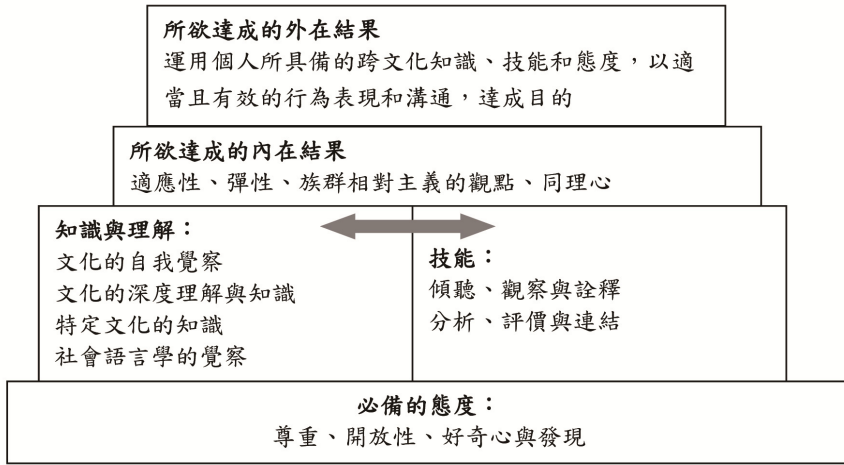 所欲達成的外在結果
運用個人所具備的跨文化知識、技能和態度，以適
當且有效的行為表現和溝通，達成目的
所欲達成的內在結果
適應性、彈性、族群相對主義的觀點、同理心
知識與理解：
文化的自我覺察
文化的深度理解與知識
特定文化的知識
社會語言學的覺察
技能：
傾聽、觀察與詮釋
分析、評價與連結
必備的態度：
尊重、開放性、好奇心與發現